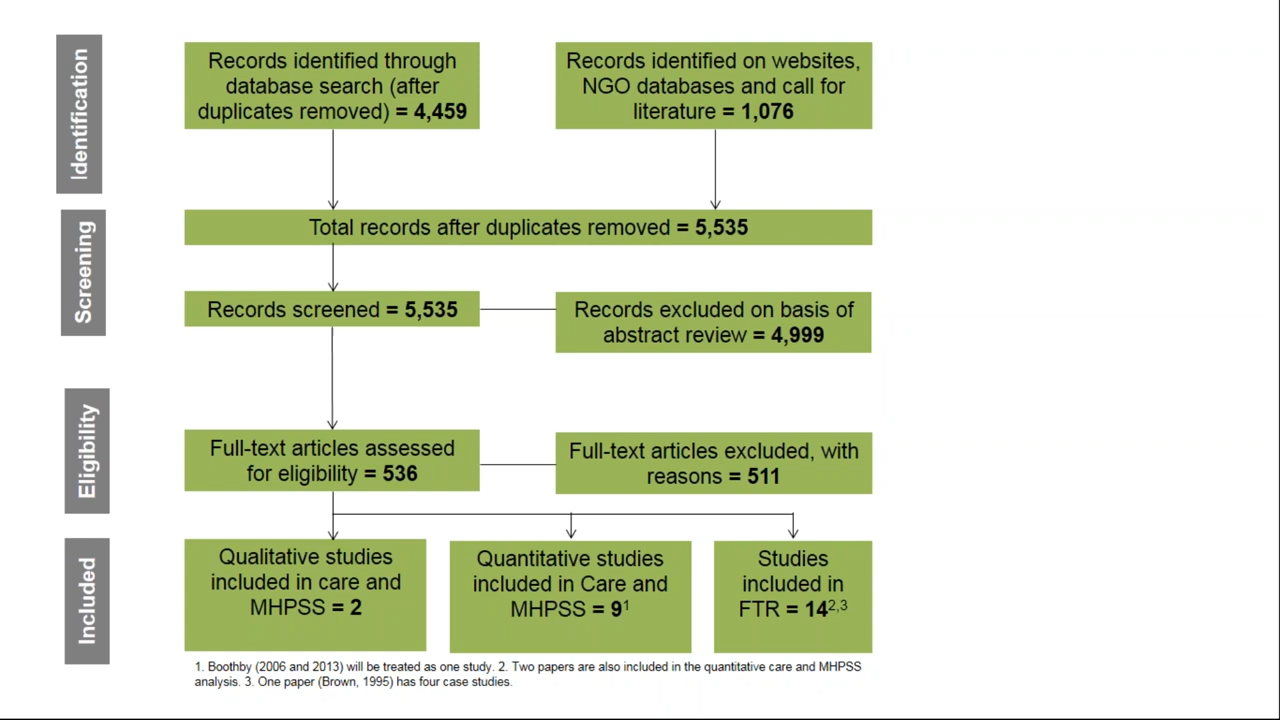 Identification
Records identified through
database search (after
duplicates removed) = 4,459
Records identified on websites,
NGO databases and call for
literature = 1,076
Screening
Total records after duplicates removed = 5,535
Records screened = 5,535
Records excluded on basis of
abstract review = 4,999
Eligibility
Full-text articles assessed
for eligibility = 536
Full-text articles excluded, with
reasons = 511
Included
Qualitative studies
included in care and
MHPSS = 2
Quantitative studies
included in Care and
MHPSS = 9¹
Studies
included in
FTR = 14²,³
1. Boothby (2006 and 2013) will be treated as one study. 2. Two papers are also included in the quantitative care and MHPSS
analysis. 3. One paper (Brown, 1995) has four case studies.